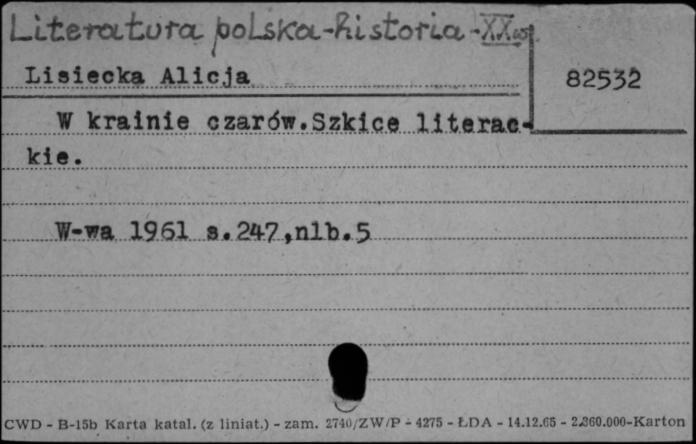 Literatura polska-historia-XXw.
Lisiecka Alicja
82532
W krainie czarów.Szkice literac-
kie.
W-wa 1961 s.247,nlb.5
CWD - B-15b Karta katal. (z liniat.) - zam. 2740/ZW/P - 4275 - ŁDA - 14.12.65 - 2.360.000-Karton